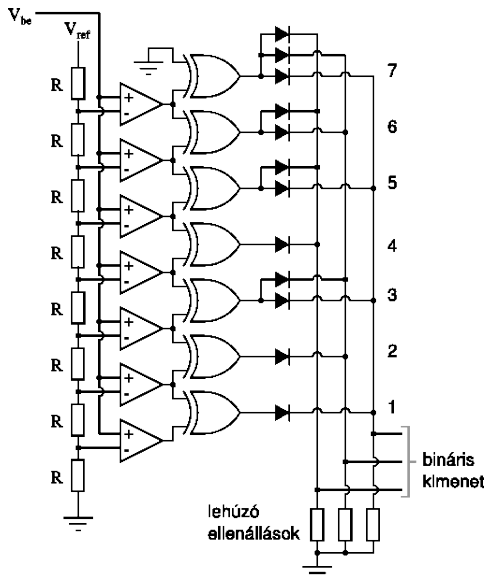 V_be
V_ref
R
R
R
R
R
R
R
R
+
-
+
-
+
-
+
-
+
-
+
-
+
-
7
6
5
4
3
2
1
bináris
kImenet
lehúzó
ellenállások